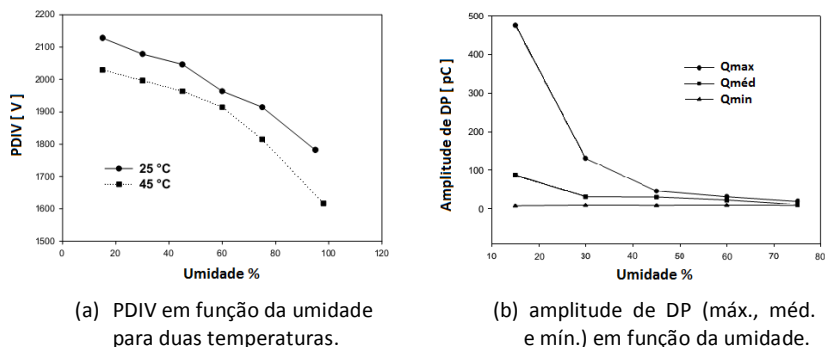 2200
2100
2000
1900
1800
1700
1600
1500
PDIV [ V ]
25 °C
45 °C
0 20 40 60 80 100 120
Umidade %
(a) PDIV em função da umidade
para duas temperaturas.
500
400
300
200
100
0
Amplitude de DP [ pC ]
Qmax
Qméd
Qmin
10 20 30 40 50 60 70 80
Umidade %
(b) amplitude de DP (máx., méd.
e mín.) em função da umidade.